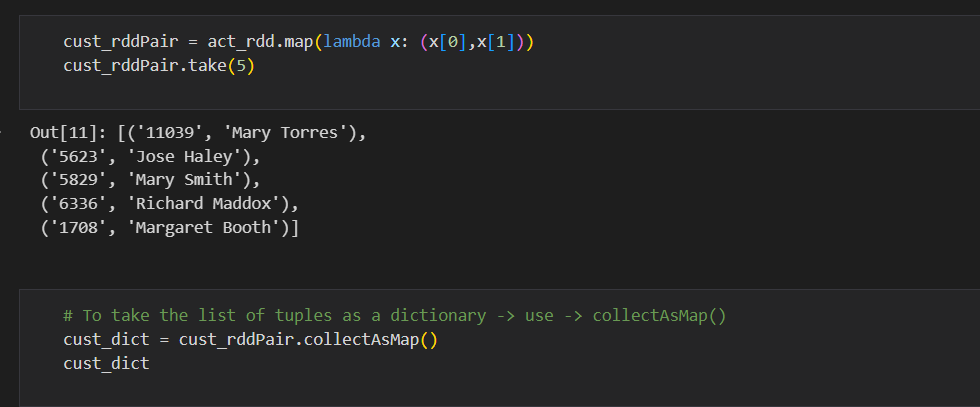 cust_rddPair = act_rdd.map(lambda x: (x[0],x[1]))
cust_rddPair.take(5)
Out[11]: [('11039', 'Mary Torres'),
('5623', 'Jose Haley'),
('5829', 'Mary Smith'),
('6336', 'Richard Maddox'),
('1708', 'Margaret Booth')]
# To take the list of tuples as a dictionary -> use -> collectAsMap()
cust_dict = cust_rddPair.collectAsMap()
cust_dict